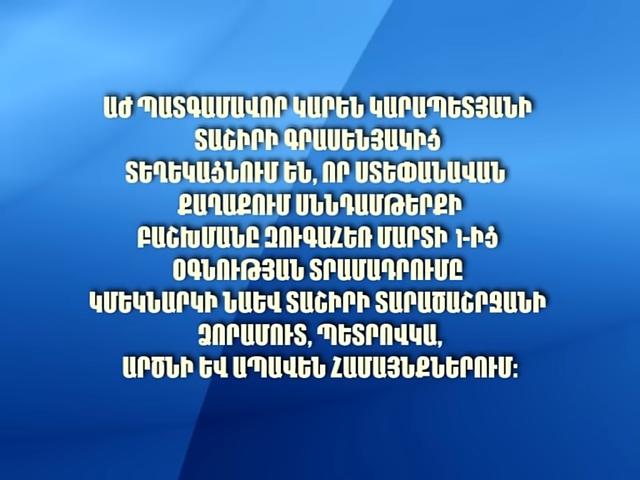 ԱԺ ՊԱՏԳԱՄԱՎՈՐ ԿԱՐԵՆ ԿԱՐԱՊԵՏՅԱՆԻ
ՏԱՇԻՐԻ ԳՐԱՍԵՆՅԱԿԻՑ
ՏԵՂԵԿԱՑՆՈՒՄ ԵՆ, ՈՐ ՍՏԵՓԱՆԱՎԱՆ
ՔԱՂԱՔՈՒՄ ՍՆՆԴԱՄԹԵՐՔԻ
ԲԱՇԽՄԱՆԸ ԶՈՒԳԱՀԵՌ ՄԱՐՏԻ 1-ԻՑ
ՕԳՆՈՒԹՅԱՆ ՏՐԱՄԱԴՐՈՒՄԸ
ԿՄԵԿՆԱՐԿԻ ՆԱԵՎ ՏԱՇԻՐԻ ՏԱՐԱԾԱՇՐՋԱՆԻ
ՁՈՐԱՄՈՒՏ, ՊԵՏՐՈՎԿԱ,
ԱՐԾՆԻ ԵՎ ԱՊԱՎԵՆ ՀԱՄԱՅՆՔՆԵՐՈՒՄ: